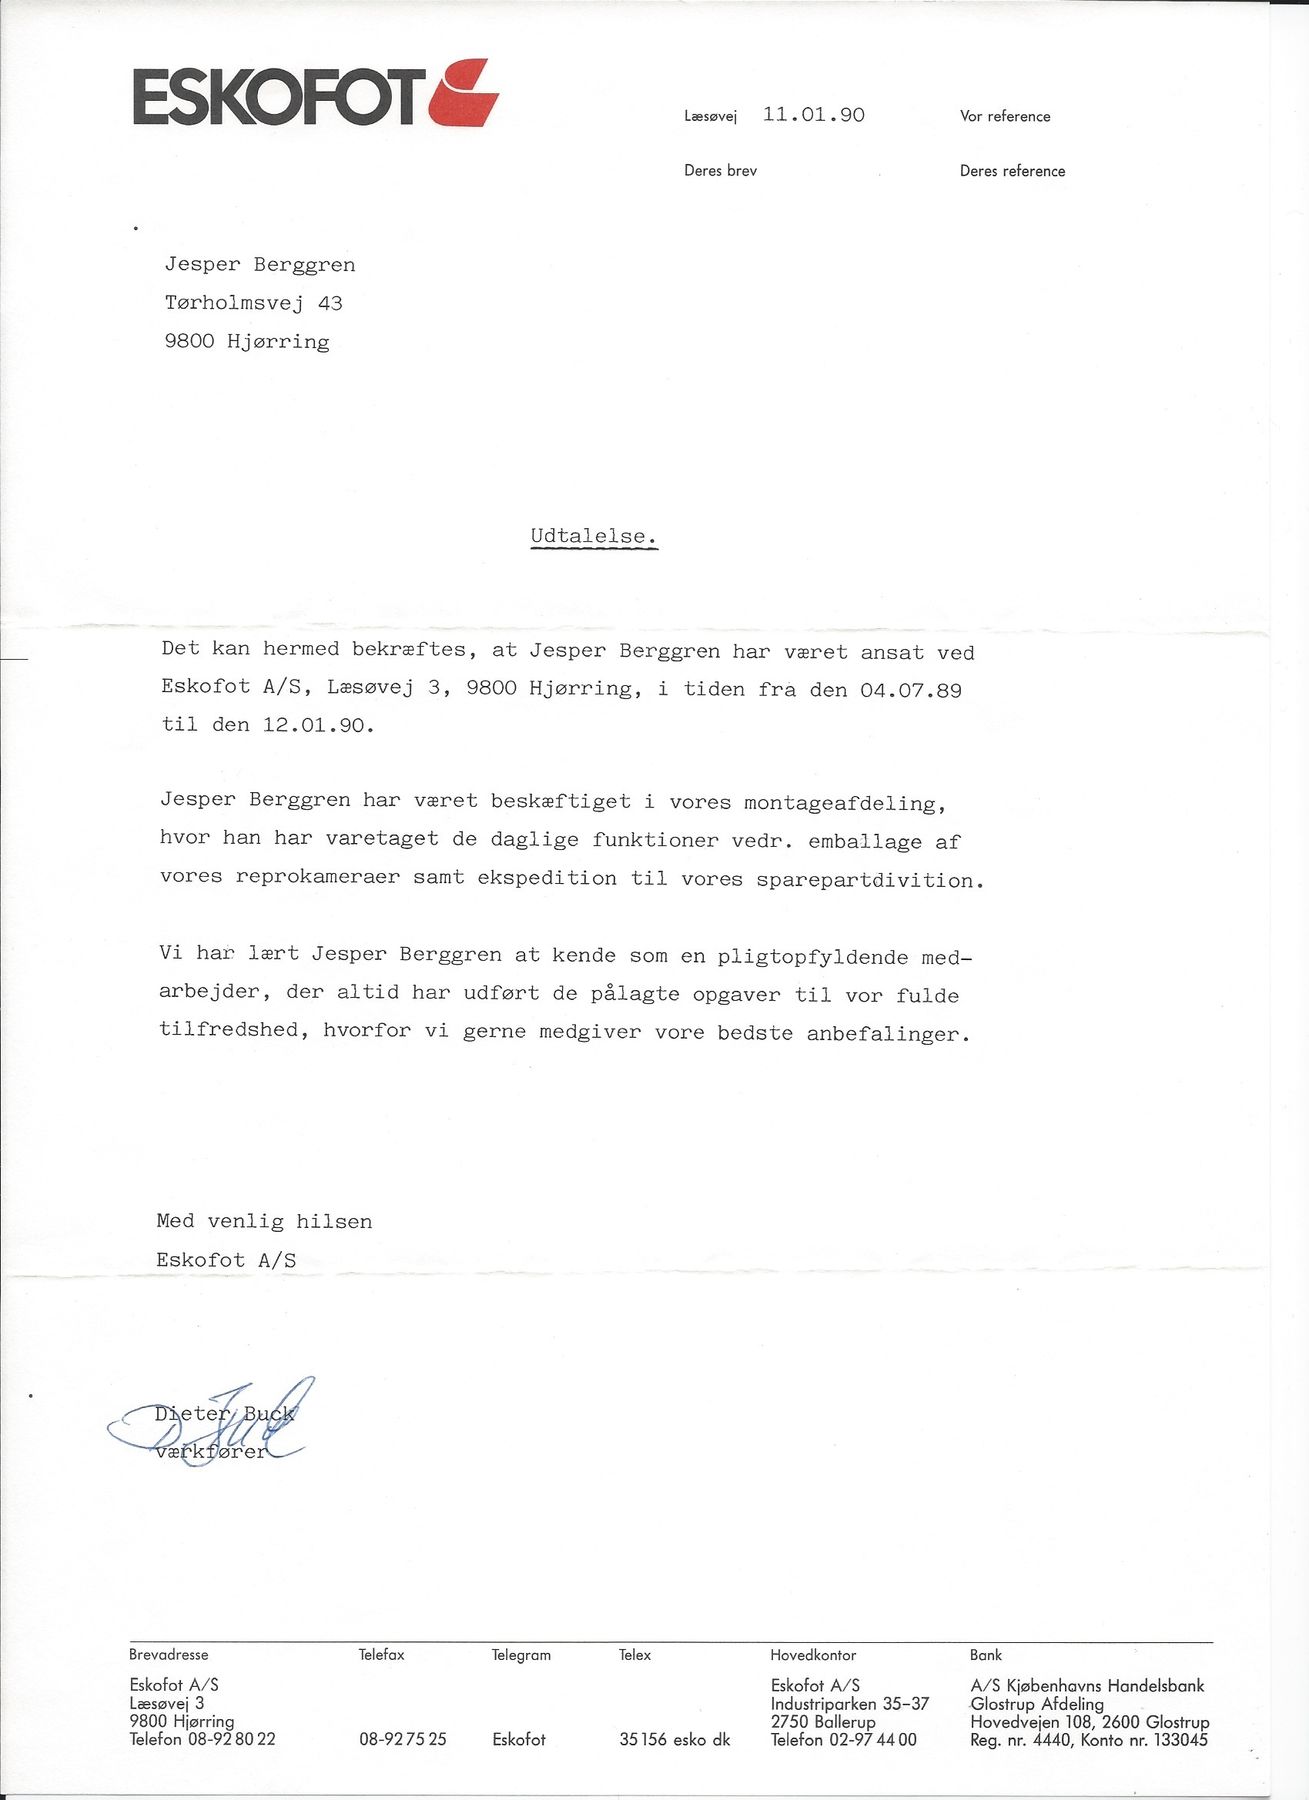 ESKOFOT
Læsøvej 11.01.90 Vor reference
Deres brev Deres reference
Jesper Berggren
Tørholmsvej 43
9800 Hjørring
Udtalelse.
Det kan hermed bekræftes, at Jesper Berggren har været ansat ved
Eskofot A/S, Læsøvej 3, 9800 Hjørring, i tiden fra den 04.07.89
til den 12.01.90.
Jesper Berggren har været beskæftiget i vores montageafdeling,
hvor han har varetaget de daglige funktioner vedr. emballage af
vores reprokameraer samt ekspedition til vores sparepartdivition.
Vi har lært Jesper Berggren at kende som en pligtopfyldende med-
arbejder, der altid har udført de pålagte opgaver til vor fulde
tilfredshed, hvorfor vi gerne medgiver vore bedste anbefalinger.
Med venlig hilsen
Eskofot A/S
Dieter Buck
værkfører
Brevadresse Telefax Telegram Telex Hovedkontor Bank
Eskofot A/S Eskofot A/S A/S Kjøbenhavns Handelsbank
Læsøvej 3 Industriparken 35-37 Glostrup Afdeling
9800 Hjørring 2750 Ballerup Hovedvejen 108, 2600 Glostrup
Telefon 08-92 80 22 08-92 75 25 Eskofot 35156 esko dk Telefon 02-97 44 00 Reg. nr. 4440, Konto nr. 133045